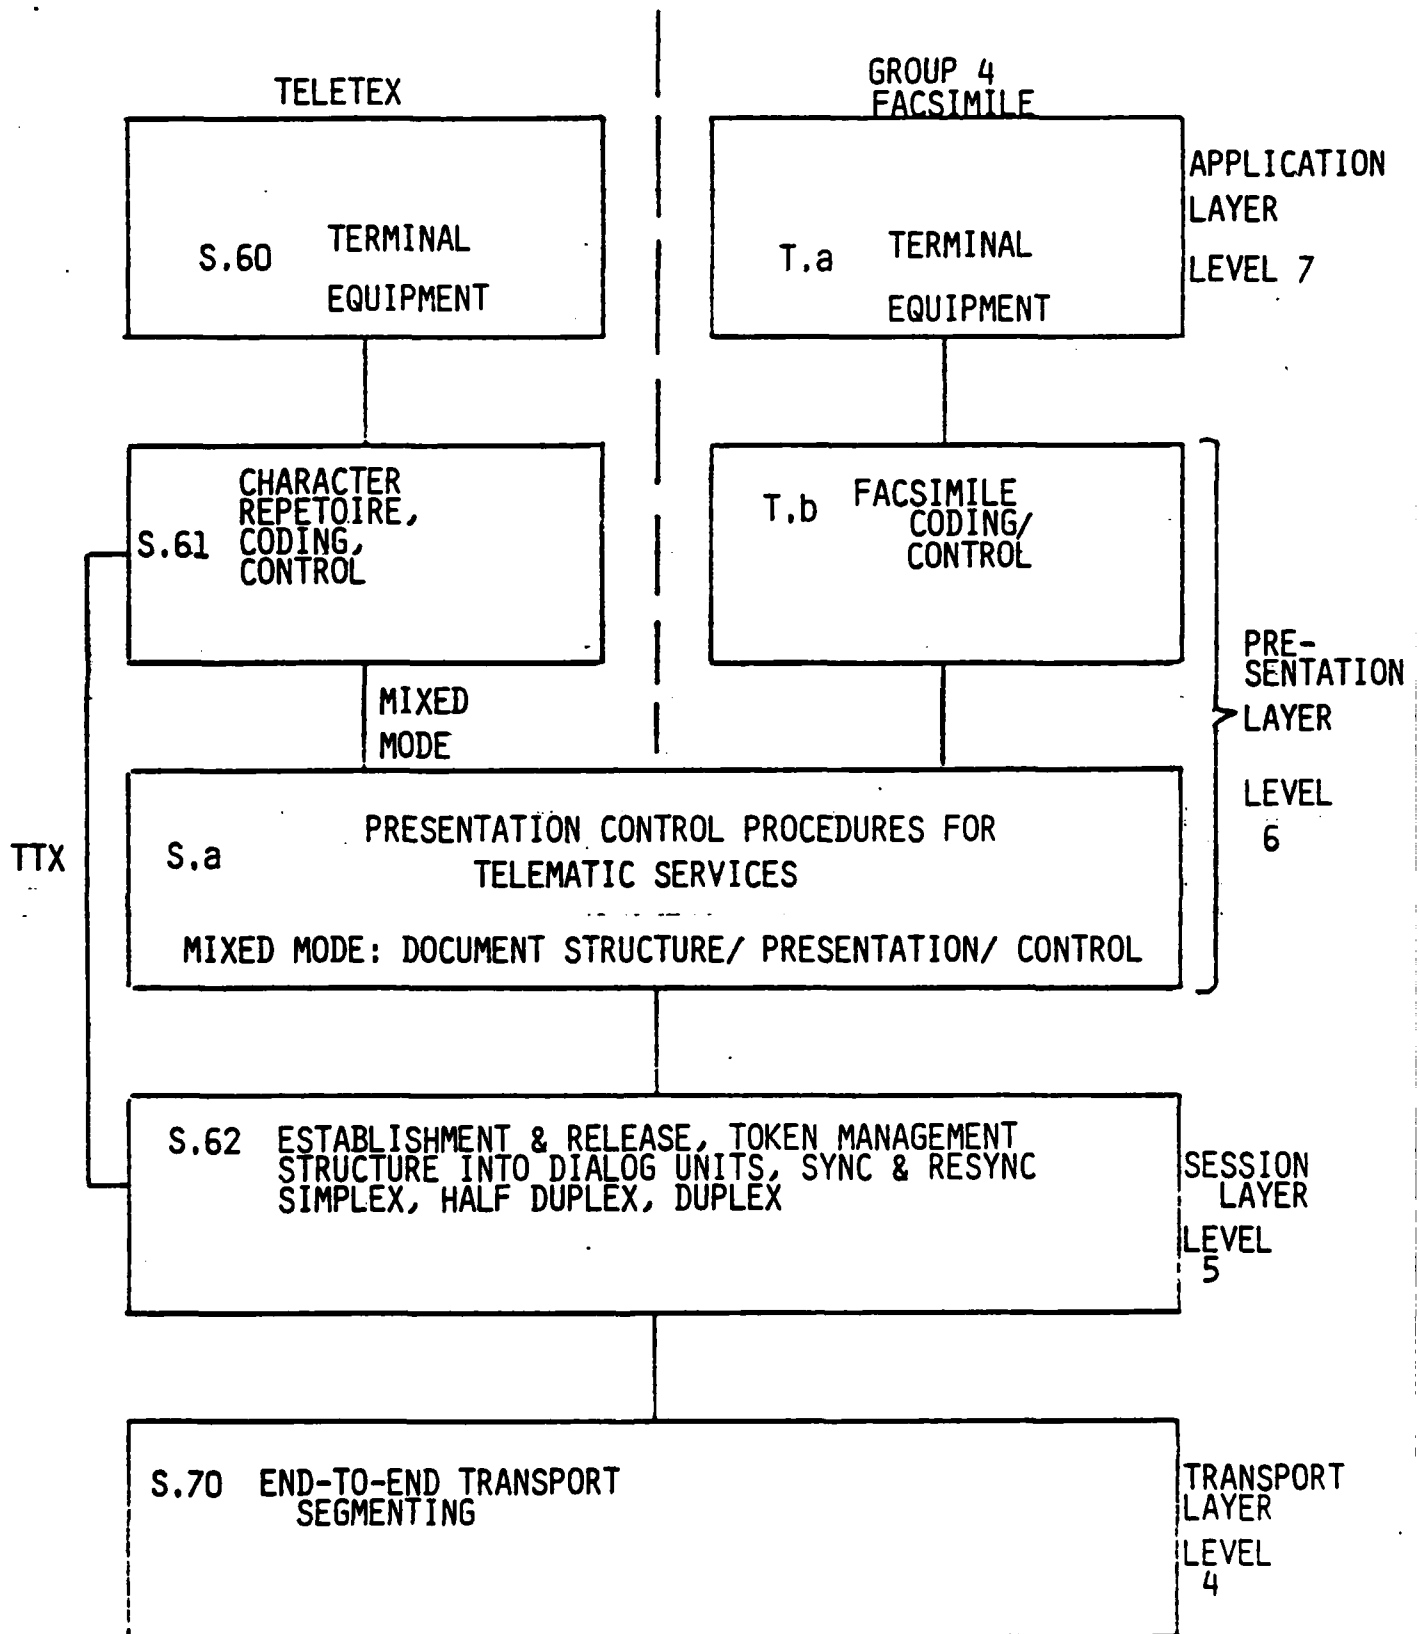 TELETEX
GROUP 4
FACSIMILE
S.60
TERMINAL
EQUIPMENT
T.a
TERMINAL
EQUIPMENT
APPLICATION
LAYER
LEVEL 7
S.61
CHARACTER
REPETOIRE,
CODING,
CONTROL
T.b
FACSIMILE
CODING/
CONTROL
MIXED
MODE
PRE-
SENTATION
LAYER
LEVEL
6
TTX
S.a
PRESENTATION CONTROL PROCEDURES FOR
TELEMATIC SERVICES
MIXED MODE: DOCUMENT STRUCTURE/ PRESENTATION/ CONTROL
S.62
ESTABLISHMENT & RELEASE, TOKEN MANAGEMENT
STRUCTURE INTO DIALOG UNITS, SYNC & RESYNC
SIMPLEX, HALF DUPLEX, DUPLEX
SESSION
LAYER
LEVEL
5
S.70
END-TO-END TRANSPORT
SEGMENTING
TRANSPORT
LAYER
LEVEL
4